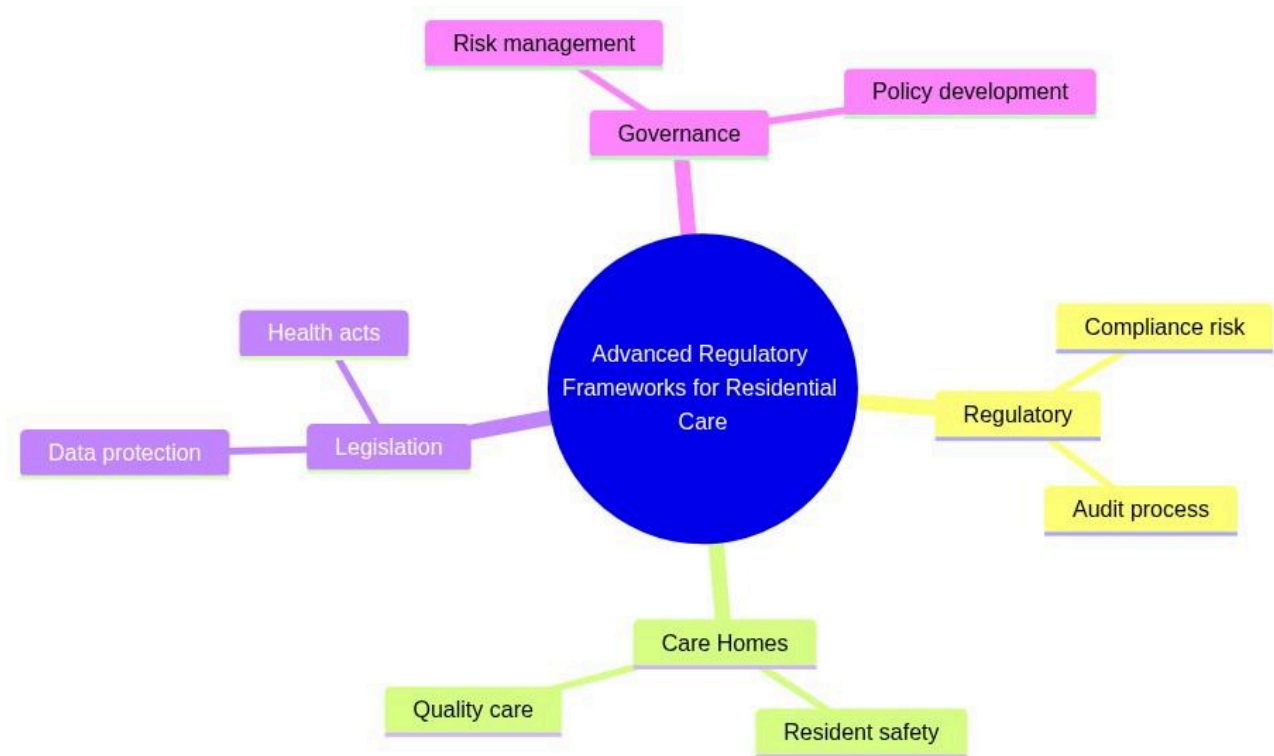 Risk management
Policy development
Governance
Health acts
Data protection
Legislation
Advanced Regulatory
Frameworks for Residential
Care
Compliance risk
Regulatory
Audit process
Care Homes
Quality care
Resident safety